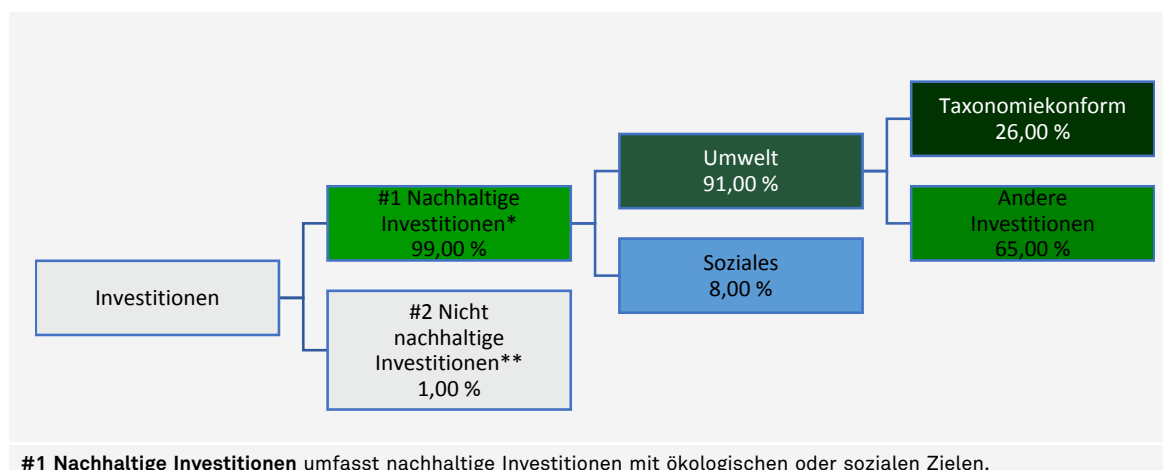 Investitionen
#1 Nachhaltige
Investitionen*
99,00 %
#2 Nicht
nachhaltige
Investitionen**
1,00 %
Umwelt
91,00 %
Soziales
8,00 %
Taxonomiekonform
26,00 %
Andere
Investitionen
65,00 %
#1 Nachhaltige Investitionen umfasst nachhaltige Investitionen mit ökologischen oder sozialen Zielen.